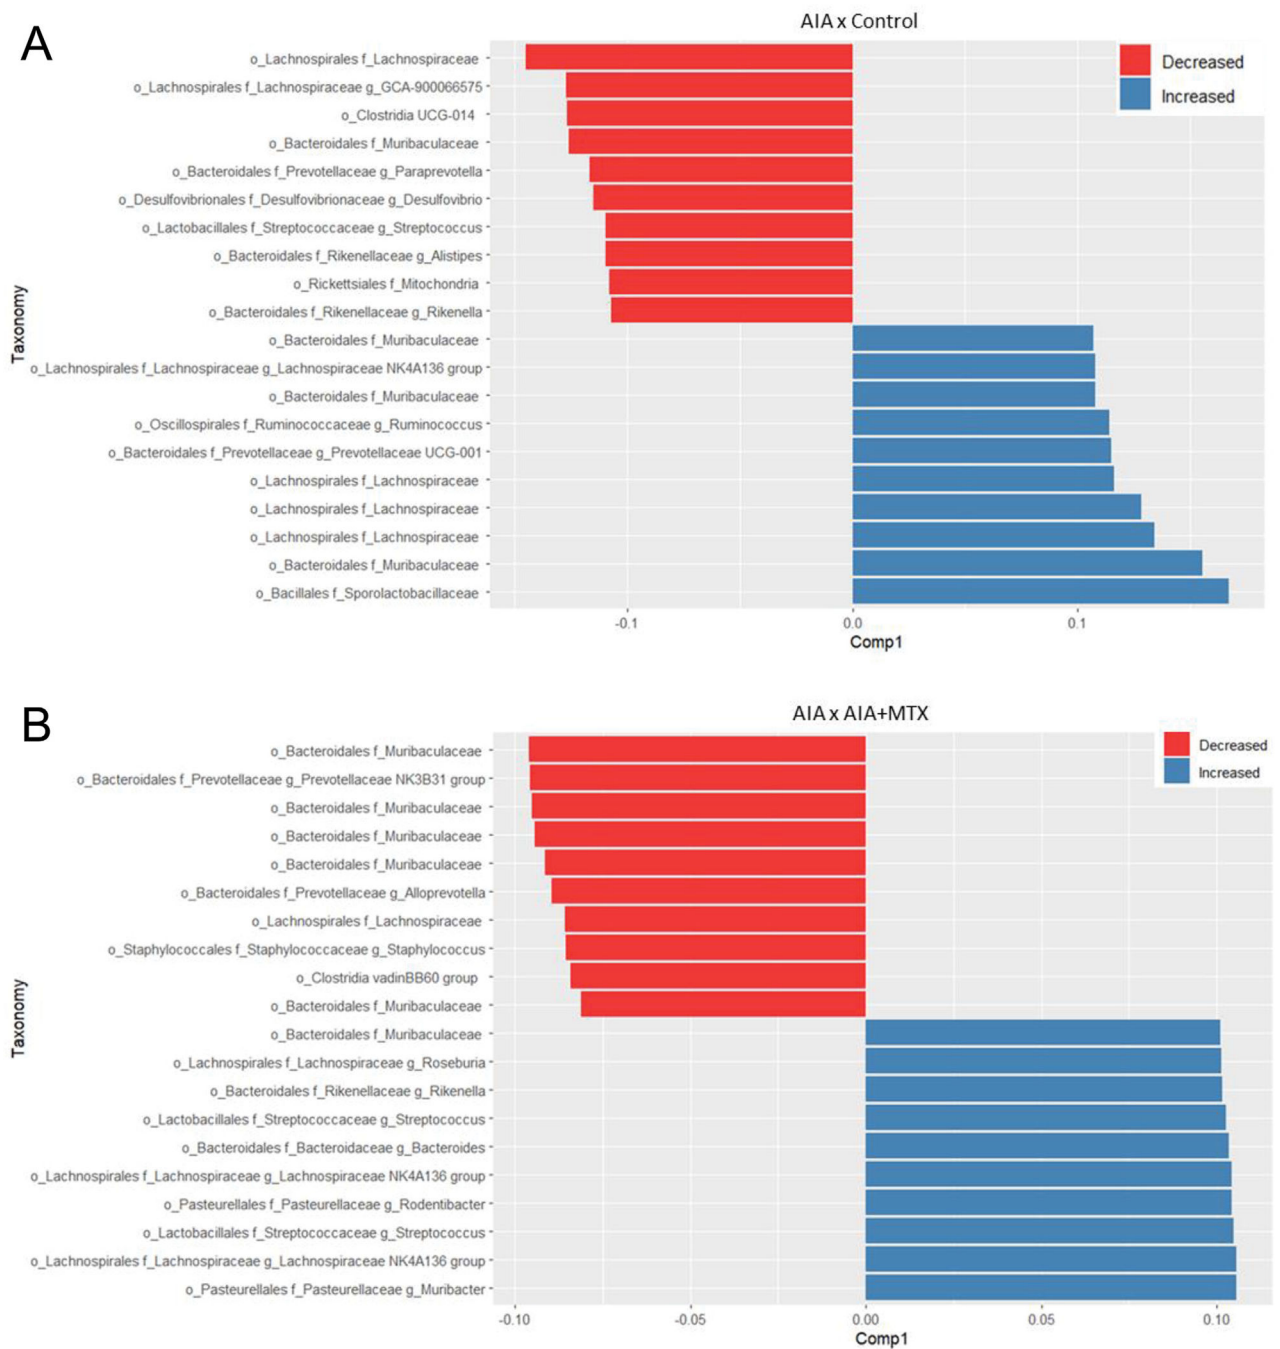 A
AIA x Control
Decreased
Increased
Taxonomy
o_Lachnospirales f_Lachnospiraceae
o_Lachnospirales f_Lachnospiraceae g_GCA-900066575
o_Clostridia UCG-014
o_Bacteroidales f_Muribaculaceae
o_Bacteroidales f_Prevotellaceae g_Paraprevotella
o_Desulfovibrionales f_Desulfovibrionaceae g_Desulfovibrio
o_Lactobacillales f_Streptococcaceae g_Streptococcus
o_Bacteroidales f_Rikenellaceae g_Alistipes
o_Rickettsiales f_Mitochondria
o_Bacteroidales f_Rikenellaceae g_Rikenella
o_Bacteroidales f_Muribaculaceae
o_Lachnospirales f_Lachnospiraceae g_Lachnospiraceae NK4A136 group
o_Bacteroidales f_Muribaculaceae
o_Oscillospirales f_Ruminococcaceae g_Ruminococcus
o_Bacteroidales f_Prevotellaceae g_Prevotellaceae UCG-001
o_Lachnospirales f_Lachnospiraceae
o_Lachnospirales f_Lachnospiraceae
o_Lachnospirales f_Lachnospiraceae
o_Bacteroidales f_Muribaculaceae
o_Bacillales f_Sporolactobacillaceae
-0.1 0.0 0.1
Comp1
B
AIA x AIA+MTX
Decreased
Increased
Taxonomy
o_Bacteroidales f_Muribaculaceae
o_Bacteroidales f_Prevotellaceae g_Prevotellaceae NK3B31 group
o_Bacteroidales f_Muribaculaceae
o_Bacteroidales f_Muribaculaceae
o_Bacteroidales f_Muribaculaceae
o_Bacteroidales f_Prevotellaceae g_Alloprevotella
o_Lachnospirales f_Lachnospiraceae
o_Staphylococcales f_Staphylococcaceae g_Staphylococcus
o_Clostridia vadinBB60 group
o_Bacteroidales f_Muribaculaceae
o_Bacteroidales f_Muribaculaceae
o_Lachnospirales f_Lachnospiraceae g_Roseburia
o_Bacteroidales f_Rikenellaceae g_Rikenella
o_Lactobacillales f_Streptococcaceae g_Streptococcus
o_Bacteroidales f_Bacteroidaceae g_Bacteroides
o_Lachnospirales f_Lachnospiraceae g_Lachnospiraceae NK4A136 group
o_Pasteurellales f_Pasteurellaceae g_Rodentibacter
o_Lactobacillales f_Streptococcaceae g_Streptococcus
o_Lachnospirales f_Lachnospiraceae g_Lachnospiraceae NK4A136 group
o_Pasteurellales f_Pasteurellaceae g_Muribacter
-0.10 -0.05 0.00 0.05 0.10
Comp1